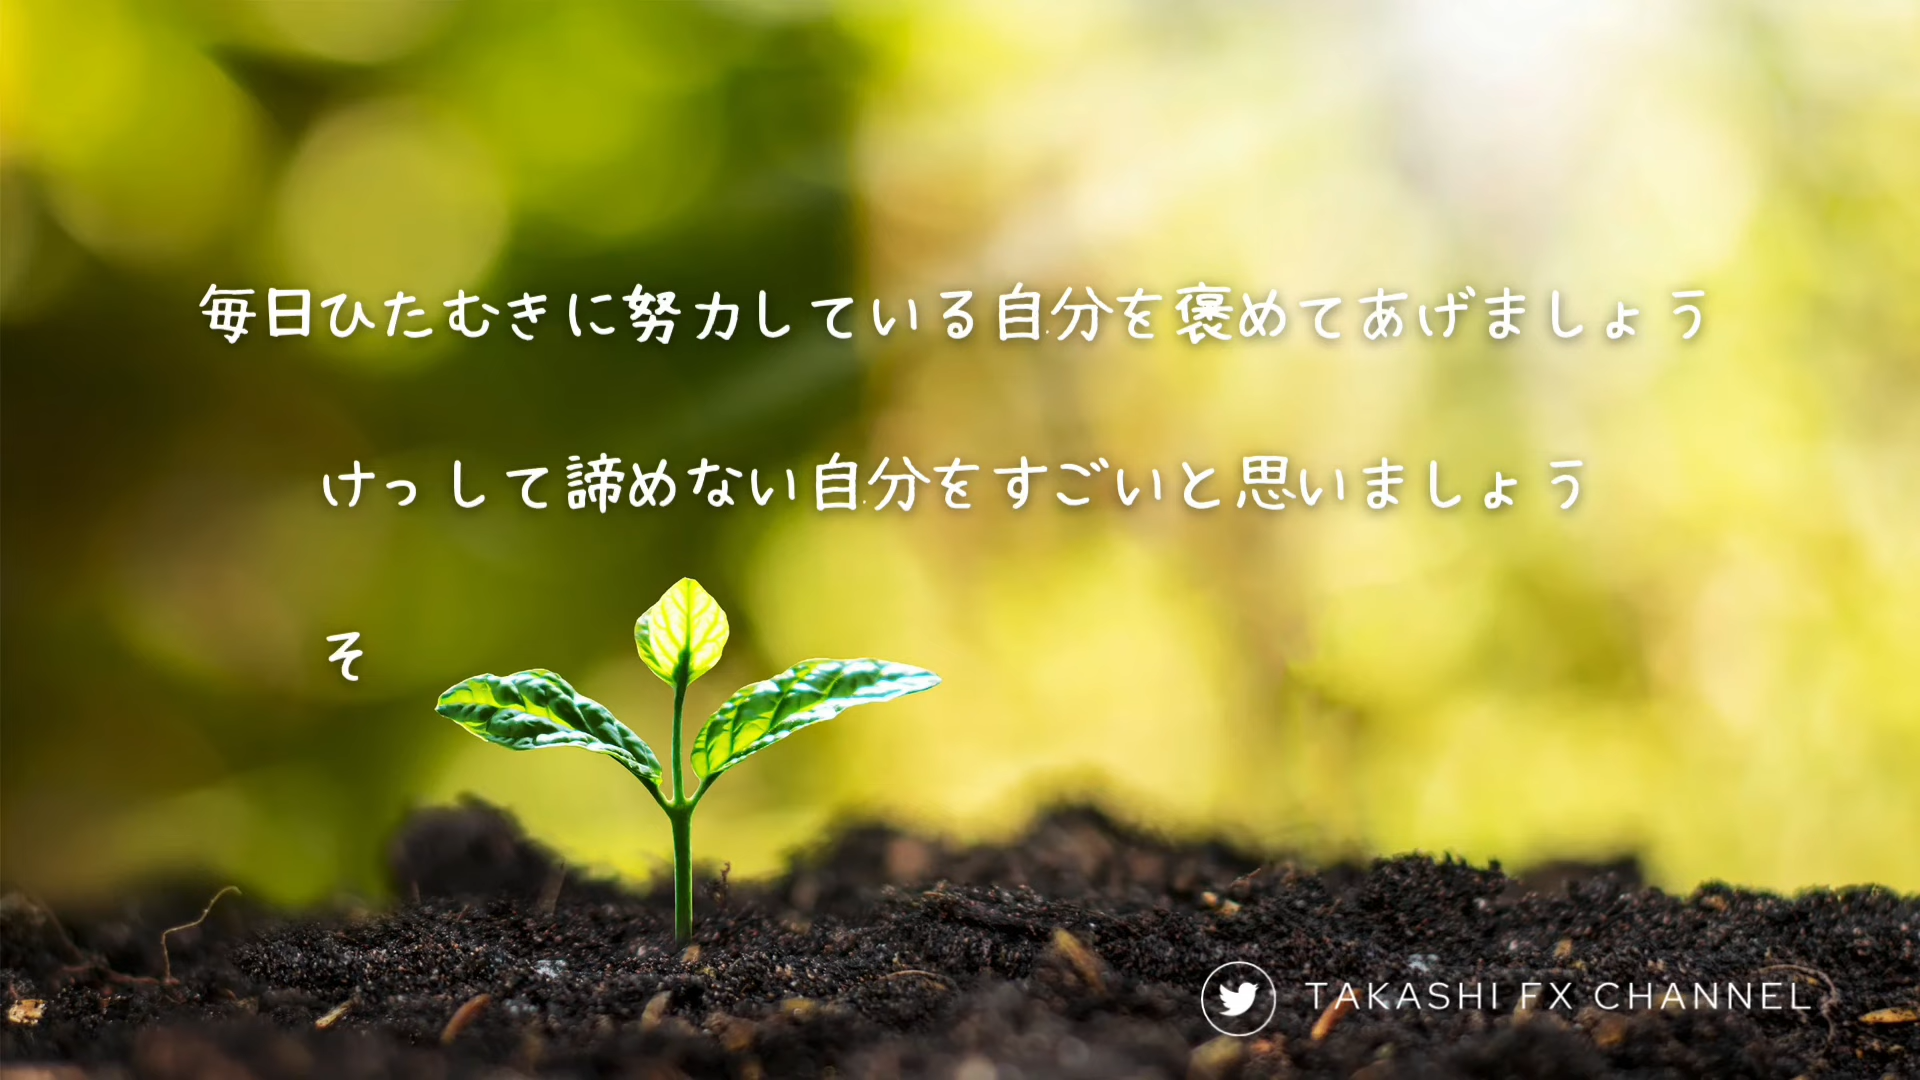 毎日ひたむきに努力している自分を褒めてあげましょう
けっして諦めない自分をすごいと思いましょう
そ
TAKASHI FX CHANNEL